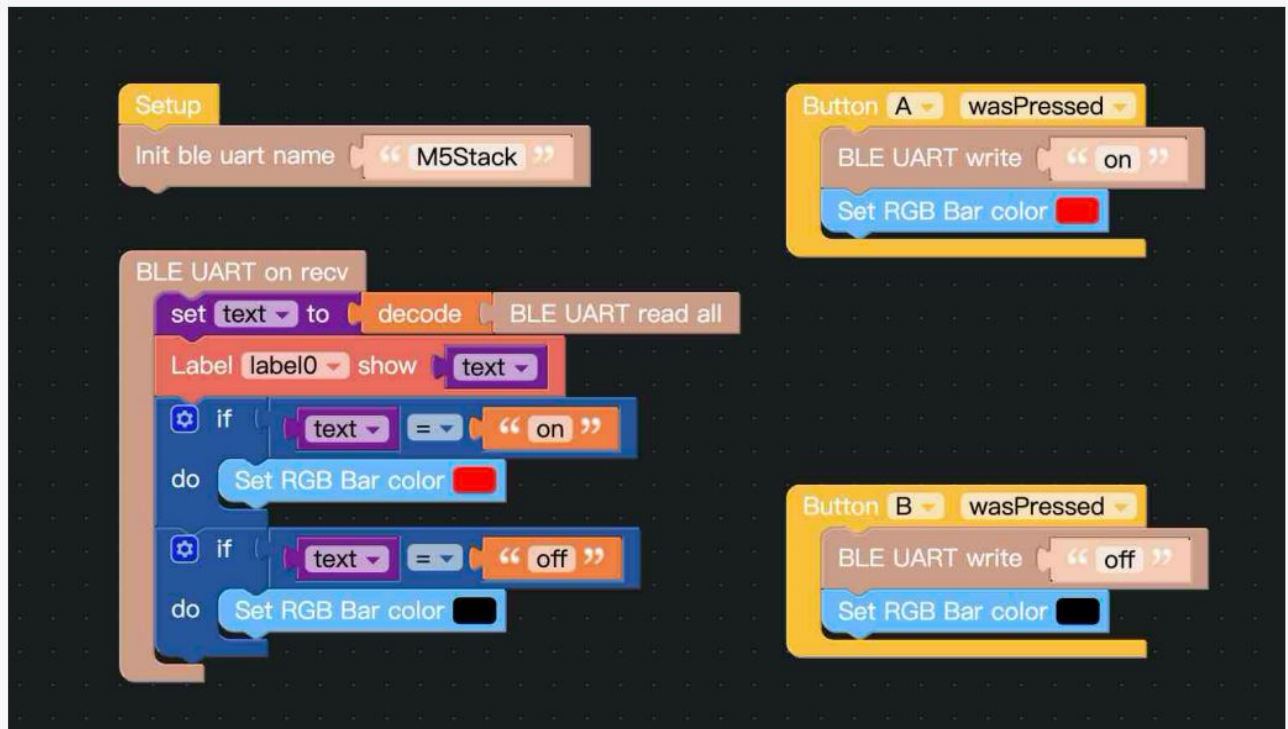 Setup
Init ble uart name “ M5Stack ”
BLE UART on recv
set text to decode BLE UART read all
Label label0 show text
if text = “ on ”
do Set RGB Bar color
if text = “ off ”
do Set RGB Bar color
Button A wasPressed
BLE UART write “ on ”
Set RGB Bar color
Button B wasPressed
BLE UART write “ off ”
Set RGB Bar color